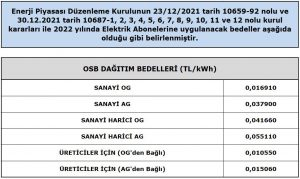 Enerji Piyasası Düzenleme Kurulunun 23/12/2021 tarih 10659-92 nolu ve
30.12.2021 tarih 10687-1, 2, 3, 4, 5, 6, 7, 8, 9, 10, 11 ve 12 nolu kurul
kararları ile 2022 yılında Elektrik Abonelerine uygulanacak bedeller aşağıda
olduğu gibi belirlenmiştir.
OSB DAĞITIM BEDELLERİ (TL/kWh)
SANAYİ OG 0,016910
SANAYİ AG 0,037900
SANAYİ HARİCİ OG 0,041660
SANAYİ HARİCİ AG 0,055110
ÜRETİCİLER İÇİN (OG'den Bağlı) 0,010550
ÜRETİCİLER İÇİN (AG'den Bağlı) 0,015060